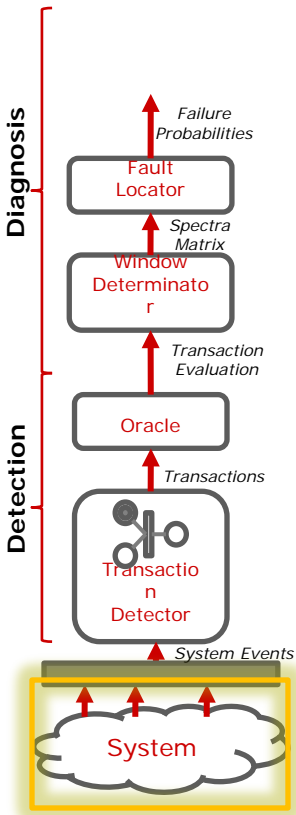 Diagnosis
Failure
Probabilities
Fault
Locator
Spectra
Matrix
Window
Determinato
r
Transaction
Evaluation
Detection
Oracle
Transactions
Transactio
n
Detector
System Events
System